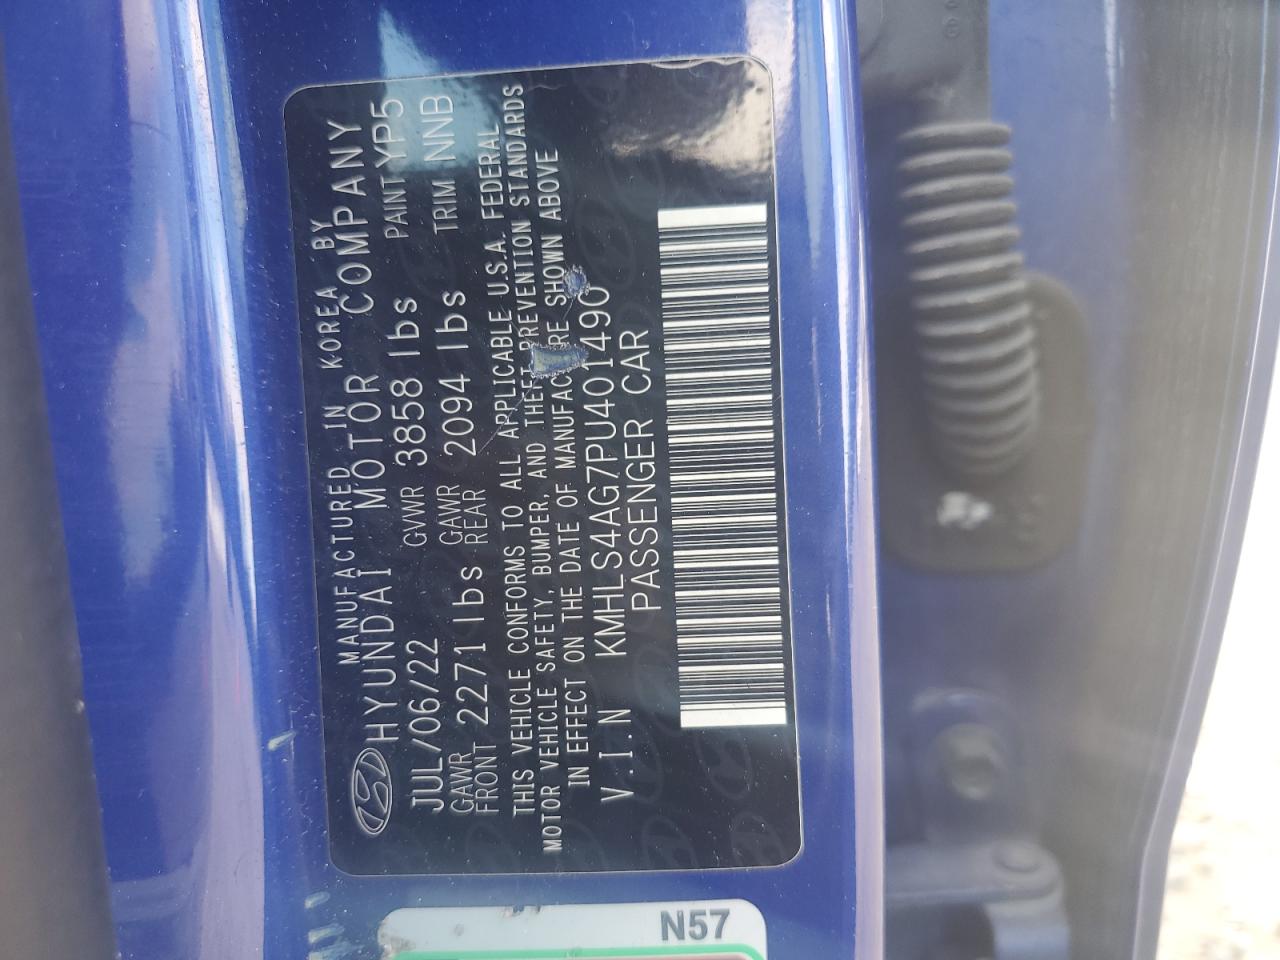 MANUFACTURED IN KOREA BY
HYUNDAI MOTOR COMPANY
JUL/06/22 GVWR 3858 lbs PAINT YP5
GAWR FRONT 2271 lbs GAWR REAR 2094 lbs TRIM NNB
THIS VEHICLE CONFORMS TO ALL APPLICABLE U.S.A. FEDERAL
MOTOR VEHICLE SAFETY, BUMPER, AND THEFT PREVENTION STANDARDS
IN EFFECT ON THE DATE OF MANUFAC RE SHOWN ABOVE
V.I.N KMHLS4AG7PU401490
PASSENGER CAR
N57